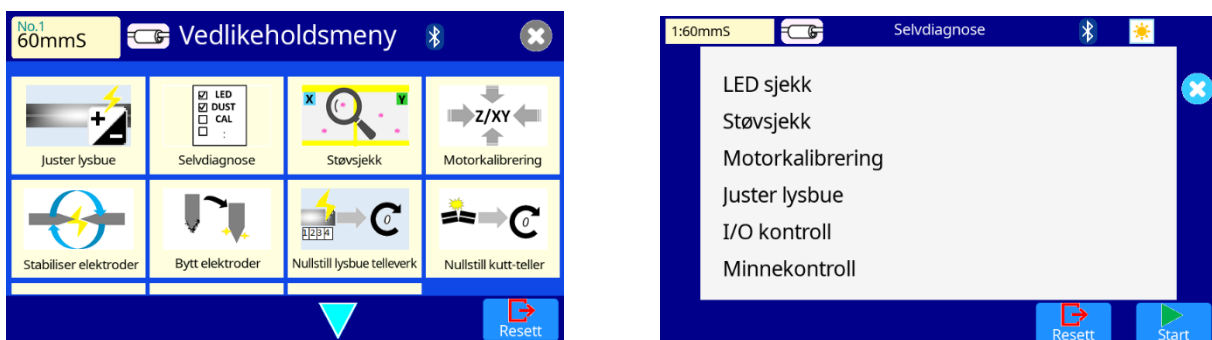 No.1
60mmS
Vedlikeholdsmeny
LED
DUST
CAL
:
X
Y
Z/XY
Juster lysbue
Selvdiagnose
Støvsjekk
Motorkalibrering
1234
0
0
Stabiliser elektroder
Bytt elektroder
Nullstill lysbue telleverk
Nullstill kutt-teller
Resett
1:60mmS
Selvdiagnose
LED sjekk
Støvsjekk
Motorkalibrering
Juster lysbue
I/O kontroll
Minnekontroll
Resett
Start